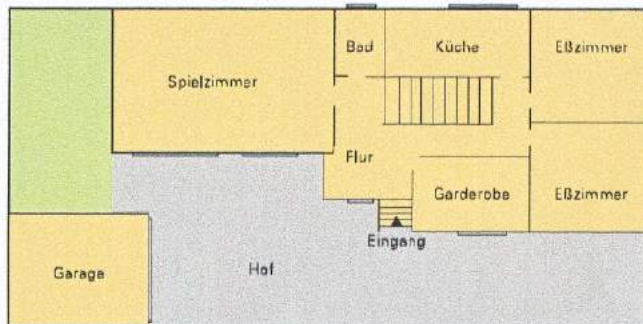 Bad
Küche
Eßzimmer
Spielzimmer
Flur
Garderobe
Eßzimmer
Eingang
Garage
Hof